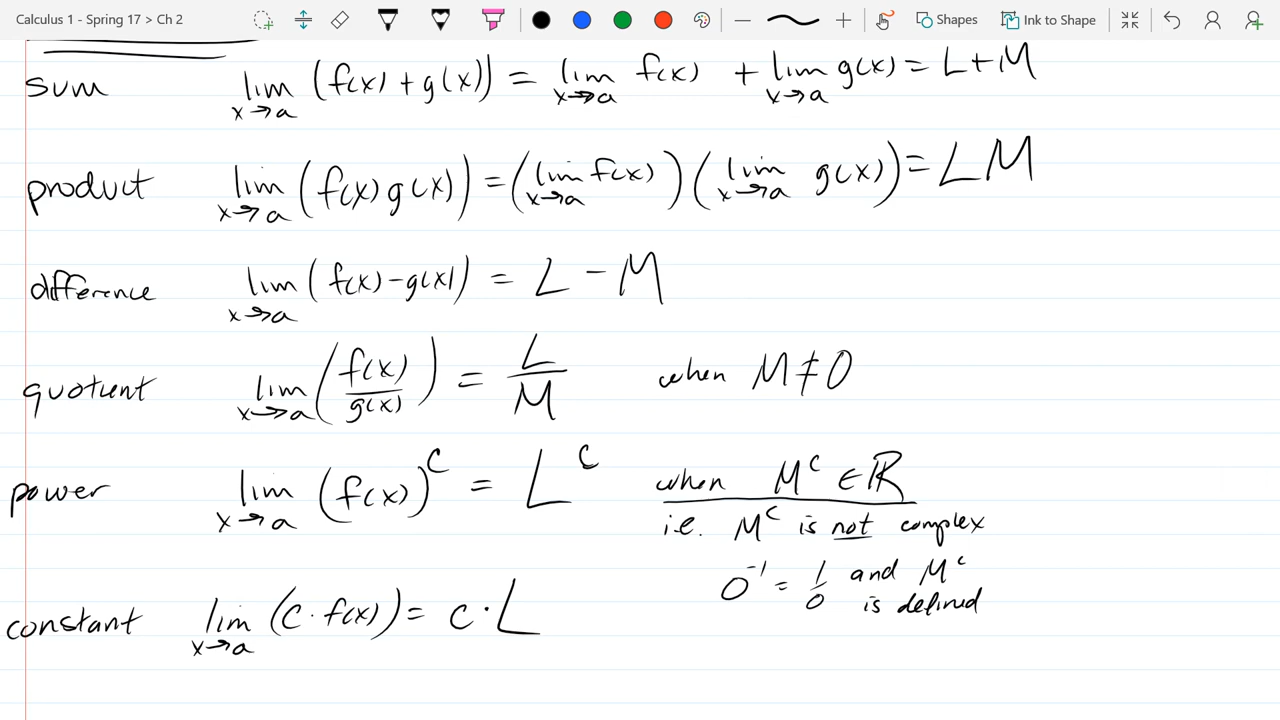 Calculus 1 - Spring 17 > Ch 2
Shapes
Ink to Shape
sum lim x→a (f(x) + g(x)) = lim x→a f(x) + lim x→a g(x) = L + M
product lim x→a (f(x) g(x)) = (lim x→a f(x)) (lim x→a g(x)) = LM
difference lim x→a (f(x) - g(x)) = L - M
quotient lim x→a (f(x)/g(x)) = L/M when M ≠ 0
power lim x→a (f(x))^c = L^c when M^c ∈ ℝ
i.e. M^c is not complex
0^-1 = 1/0 and M^c
is defined
constant lim x→a (c · f(x)) = c · L